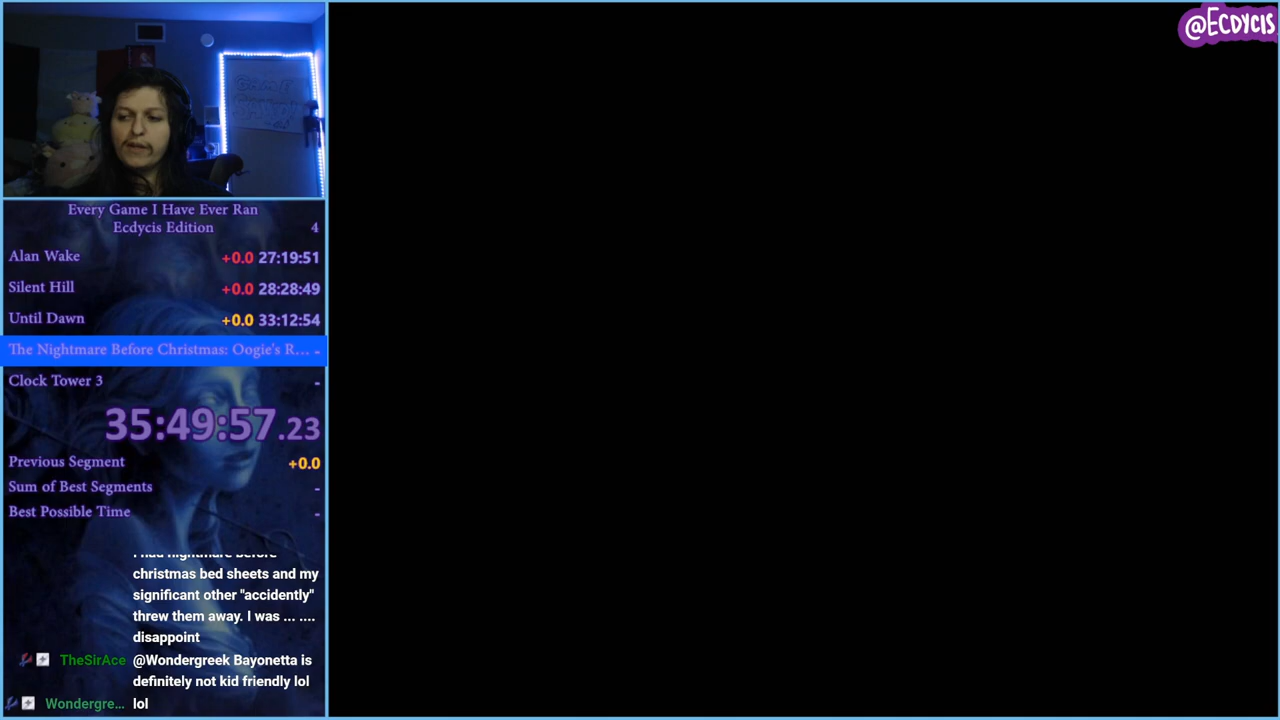 @ECDYCIS
GAME
Every Game I Have Ever Ran
Ecdycis Edition 4
Alan Wake +0.0 27:19:51
Silent Hill +0.0 28:28:49
Until Dawn +0.0 33:12:54
The Nightmare Before Christmas: Oogie's R... -
Clock Tower 3 -
35:49:57.23
Previous Segment +0.0
Sum of Best Segments -
Best Possible Time -
I had nightmare before
christmas bed sheets and my
significant other "accidently"
threw them away. I was ... ....
disappoint
TheSirAce @Wondergreek Bayonetta is
definitely not kid friendly lol
Wondergre... lol